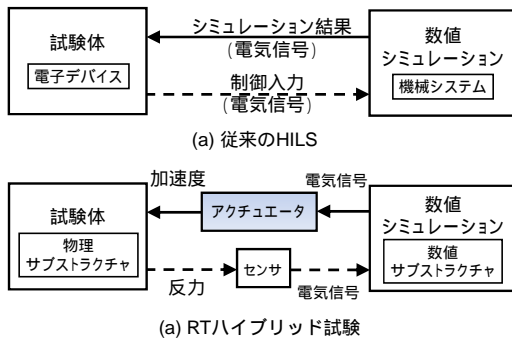 試験体
電子デバイス
シミュレーション結果
(電気信号)
制御入力
(電気信号)
数値
シミュレーション
機械システム
(a) 従来のHILS
試験体
物理
サブストラクチャ
加速度
アクチュエータ
電気信号
反力
センサ
電気信号
数値
シミュレーション
数値
サブストラクチャ
(a) RTハイブリッド試験